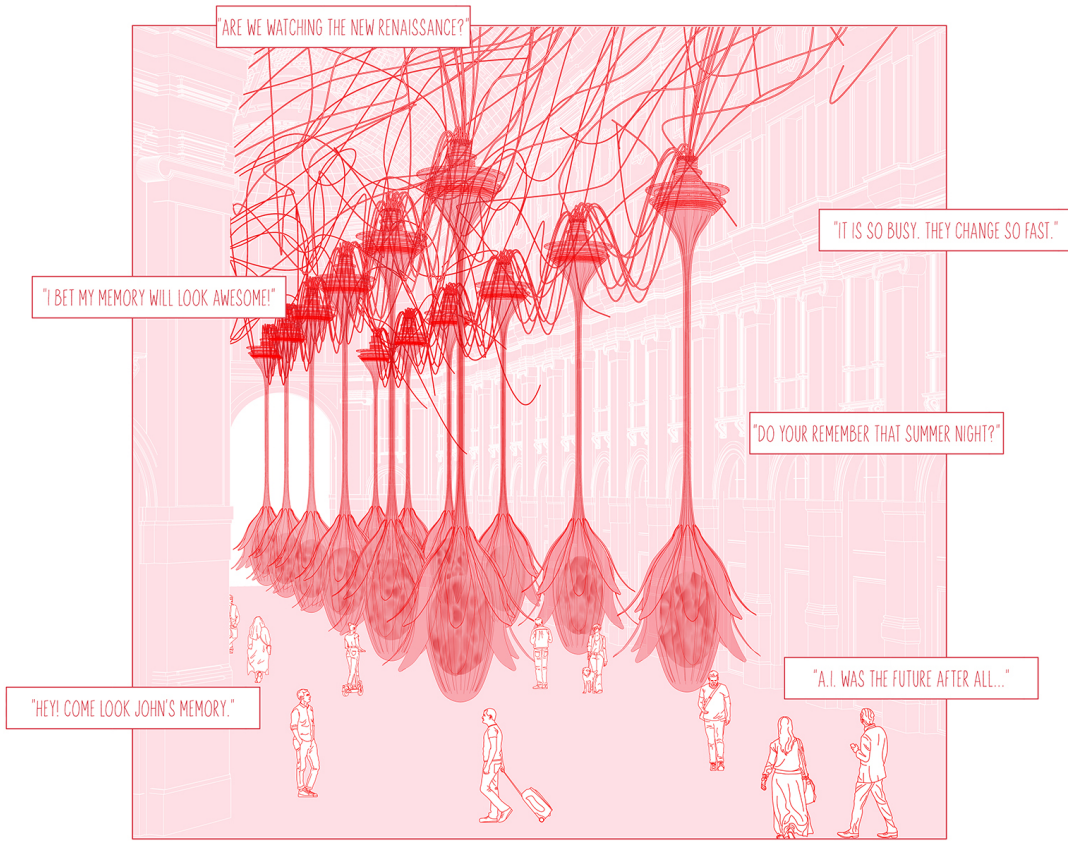 "ARE WE WATCHING THE NEW RENAISSANCE?"
"IT IS SO BUSY. THEY CHANGE SO FAST."
"I BET MY MEMORY WILL LOOK AWESOME!"
"DO YOUR REMEMBER THAT SUMMER NIGHT?"
"A.I. WAS THE FUTURE AFTER ALL..."
"HEY! COME LOOK JOHN'S MEMORY."